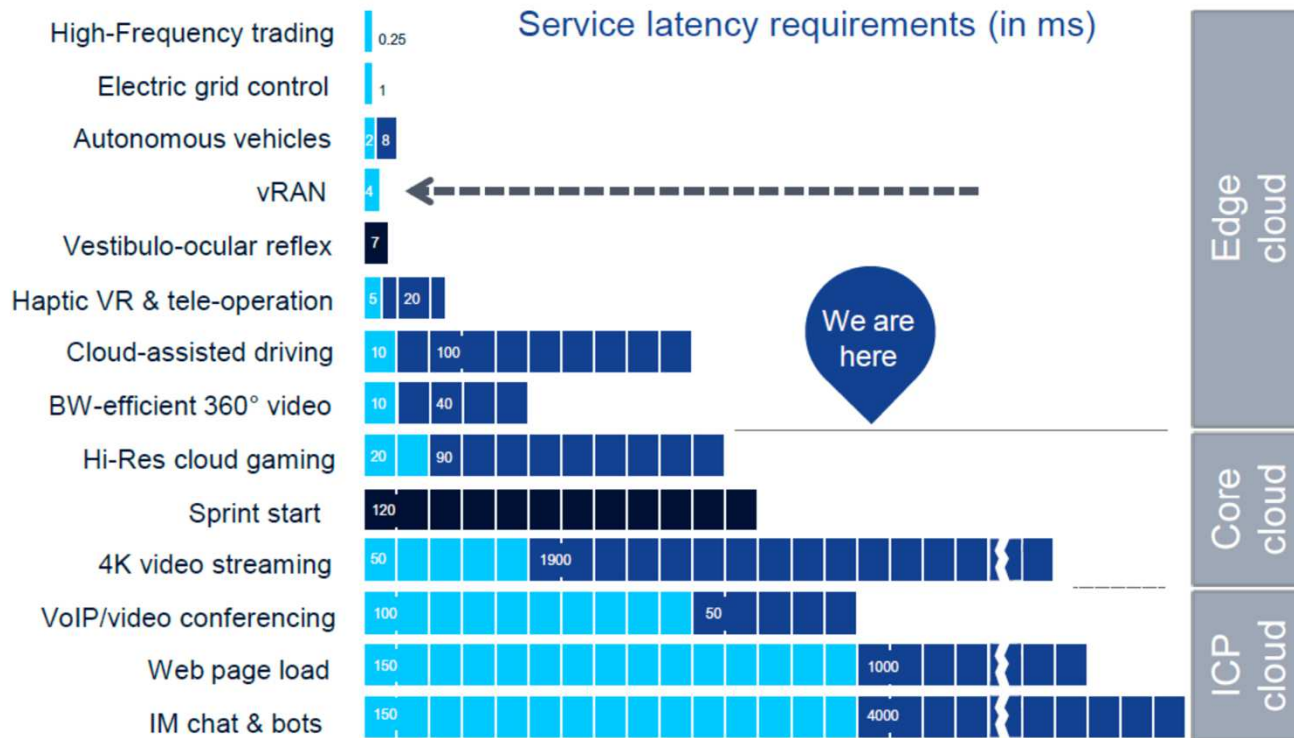 Service latency requirements (in ms)
High-Frequency trading 0.25
Electric grid control 1
Autonomous vehicles 2 8
vRAN 4
Vestibulo-ocular reflex 7
Haptic VR & tele-operation 5 20
Cloud-assisted driving 10 100
BW-efficient 360° video 10 40
Hi-Res cloud gaming 20 90
Sprint start 120
4K video streaming 50 1900
VoIP/video conferencing 100 50
Web page load 150 1000
IM chat & bots 150 4000
We are
here
Edge
cloud
Core
cloud
ICP
cloud